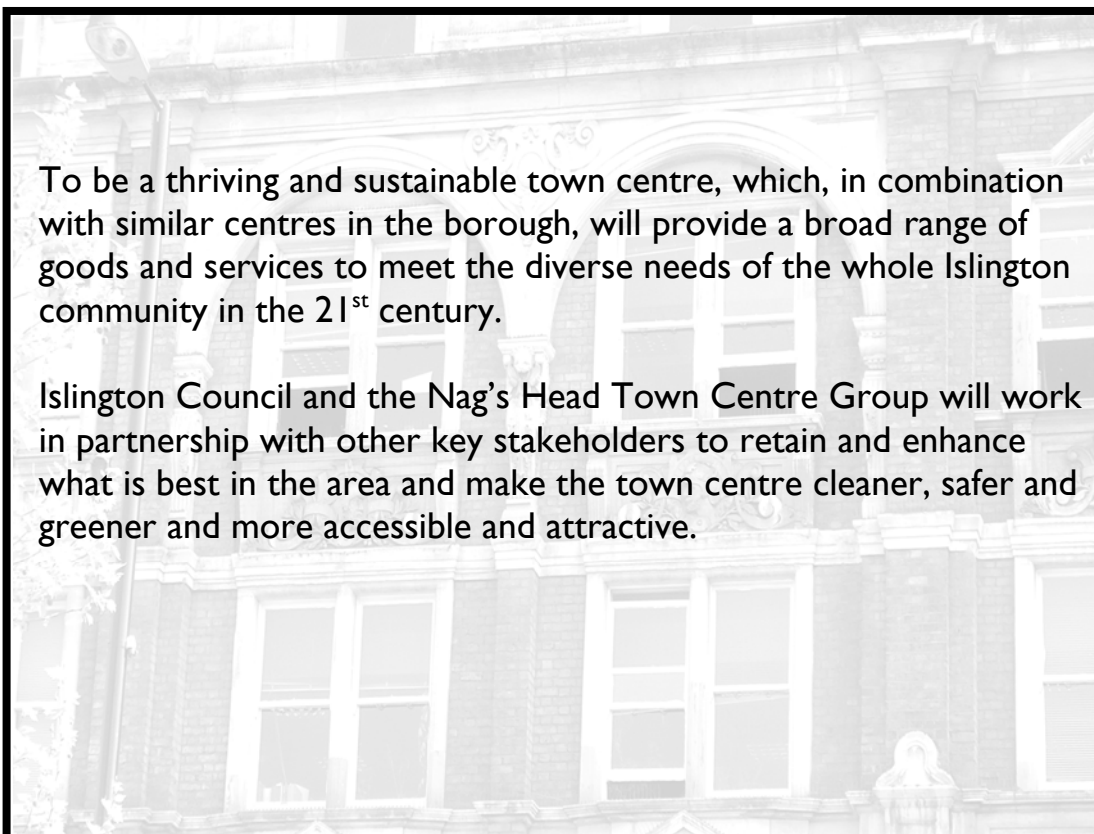 To be a thriving and sustainable town centre, which, in combination
with similar centres in the borough, will provide a broad range of
goods and services to meet the diverse needs of the whole Islington
community in the 21st century.
Islington Council and the Nag’s Head Town Centre Group will work
in partnership with other key stakeholders to retain and enhance
what is best in the area and make the town centre cleaner, safer and
greener and more accessible and attractive.